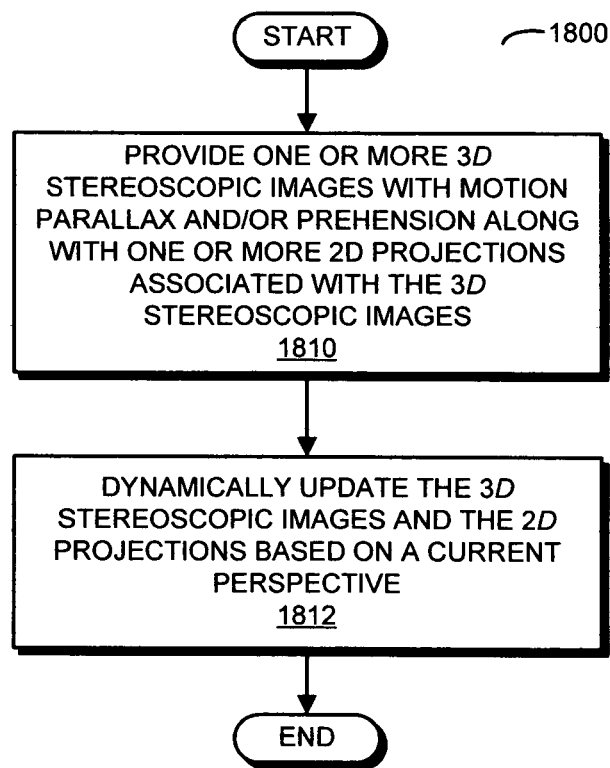 START
1800
PROVIDE ONE OR MORE 3D
STEREOSCOPIC IMAGES WITH MOTION
PARALLAX AND/OR PREHENSION ALONG
WITH ONE OR MORE 2D PROJECTIONS
ASSOCIATED WITH THE 3D
STEREOSCOPIC IMAGES
1810
DYNAMICALLY UPDATE THE 3D
STEREOSCOPIC IMAGES AND THE 2D
PROJECTIONS BASED ON A CURRENT
PERSPECTIVE
1812
END